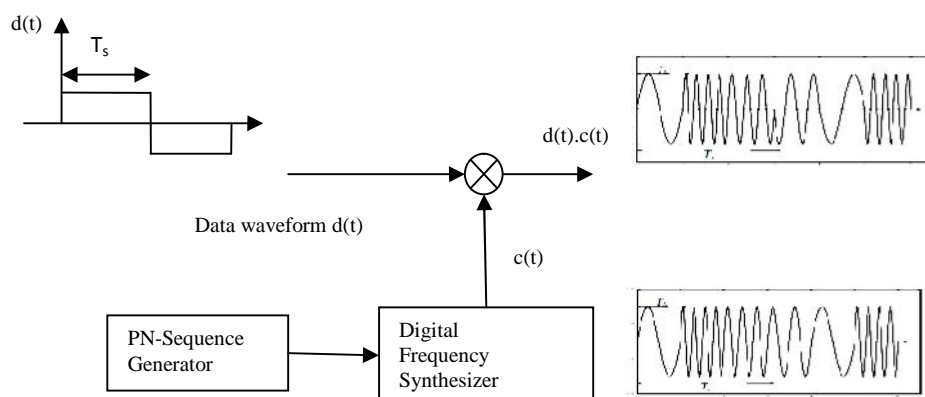 d(t)
Tₛ
d(t).c(t)
Data waveform d(t)
c(t)
PN-Sequence
Generator
Digital
Frequency
Synthesizer